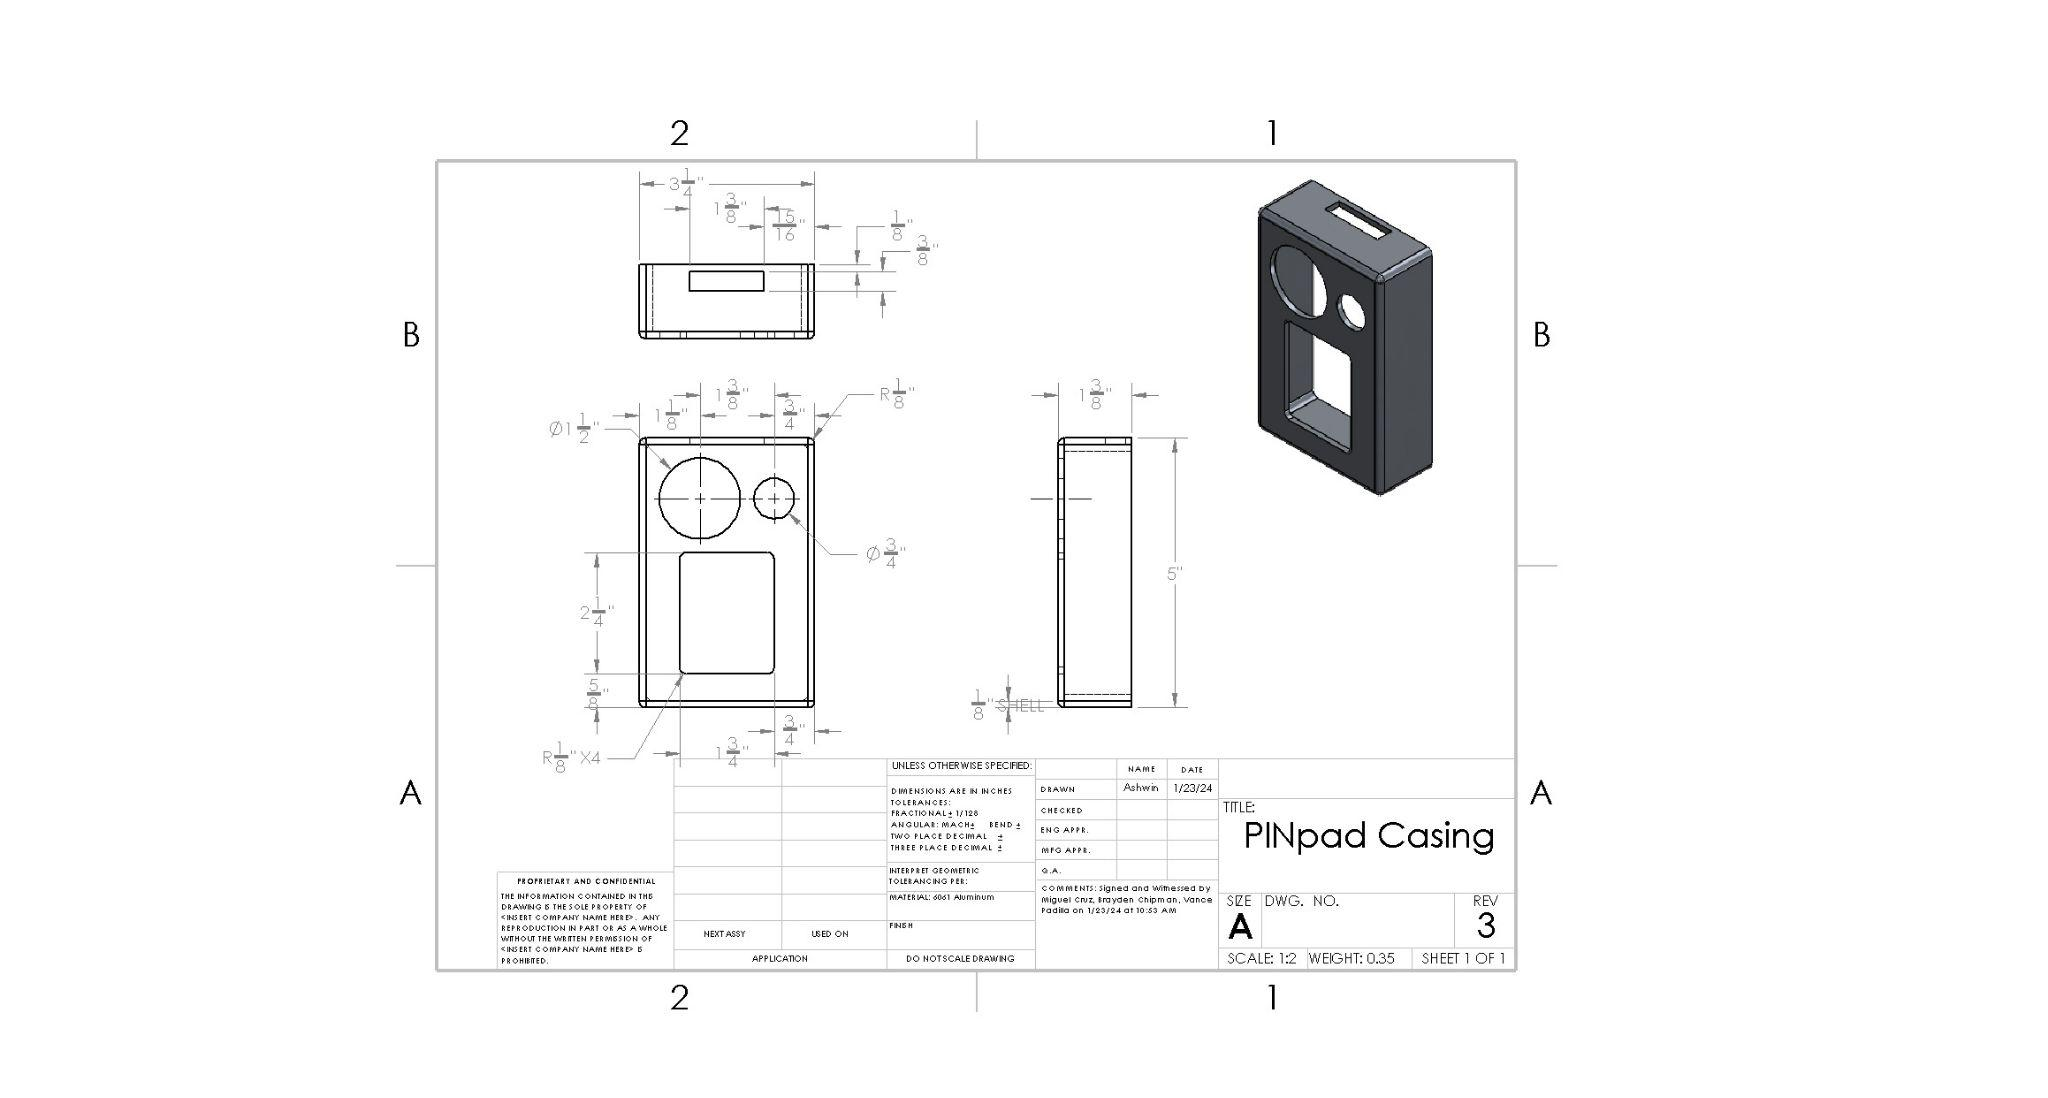 2 1
3 1/4"
1 3/8"
15/16"
1/8"
3/8"
B B
1 3/8"
R1/8"
1 3/8"
1 1/8"
3/4"
Ø1 1/2"
Ø3/4"
5"
2 1/4"
5/8"
1/8" SHELL
3/4"
R1/8" X4
1 3/4"
A A
UNLESS OTHERWISE SPECIFIED:
DIMENSIONS ARE IN INCHES
TOLERANCES:
FRACTIONAL± 1/128
ANGULAR: MACH± BEND ±
TWO PLACE DECIMAL ±
THREE PLACE DECIMAL ±
INTERPRET GEOMETRIC
TOLERANCING PER:
MATERIAL: 6061 Aluminum
FINISH
DO NOT SCALE DRAWING
NAME DATE
DRAWN Ashwin 1/23/24
CHECKED
ENG APPR.
MFG APPR.
Q.A.
COMMENTS: Signed and Witnessed by
Miguel Cruz, Brayden Chipman, Vance
Padilla on 1/23/24 at 10:53 AM
TITLE:
PINpad Casing
SIZE DWG. NO. REV
A 3
SCALE: 1:2 WEIGHT: 0.35 SHEET 1 OF 1
PROPRIETARY AND CONFIDENTIAL
THE INFORMATION CONTAINED IN THIS
DRAWING IS THE SOLE PROPERTY OF
<INSERT COMPANY NAME HERE>. ANY
REPRODUCTION IN PART OR AS A WHOLE
WITHOUT THE WRITTEN PERMISSION OF
<INSERT COMPANY NAME HERE> IS
PROHIBITED.
NEXT ASSY USED ON
APPLICATION
2 1